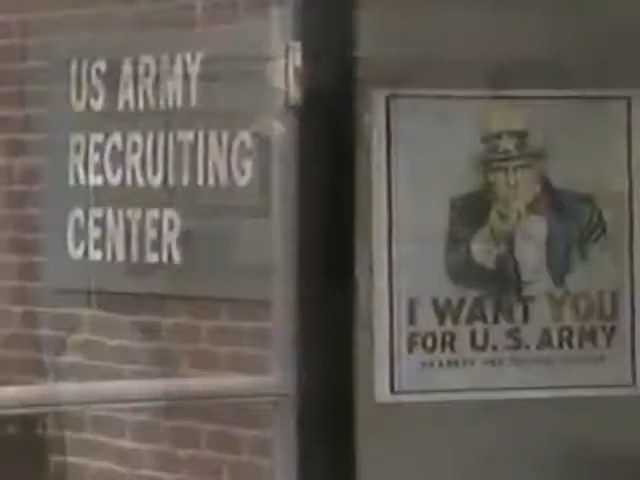 US ARMY
RECRUITING
CENTER
I WANT YOU
FOR U.S. ARMY